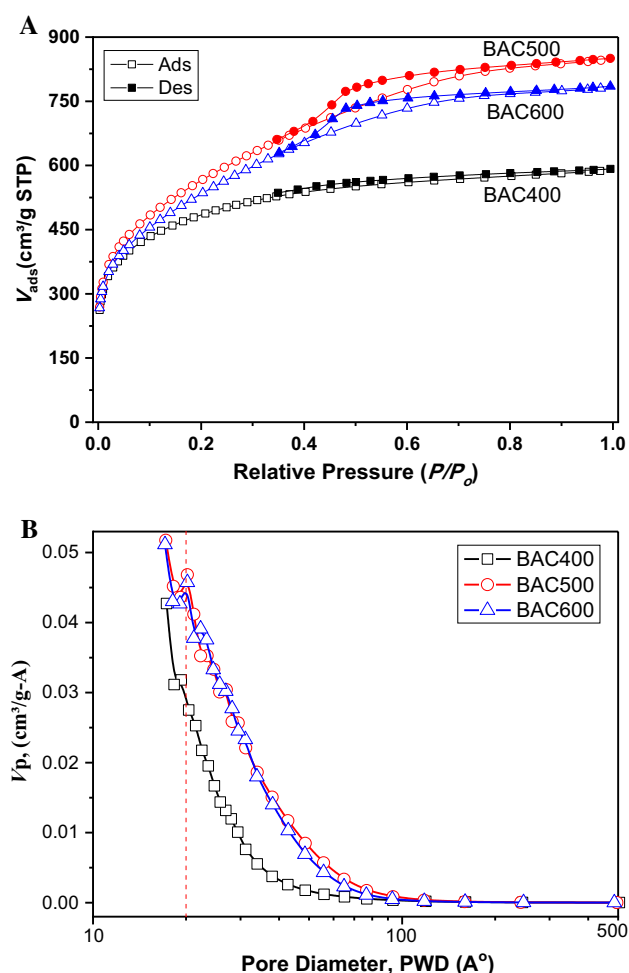 A
900
750
600
450
300
150
0
V_ads(cm³/g STP)
Ads
Des
BAC500
BAC600
BAC400
0.0 0.2 0.4 0.6 0.8 1.0
Relative Pressure (P/P_o)
B
0.05
0.04
0.03
0.02
0.01
0.00
Vp, (cm³/g-A)
BAC400
BAC500
BAC600
10 100 500
Pore Diameter, PWD (A°)